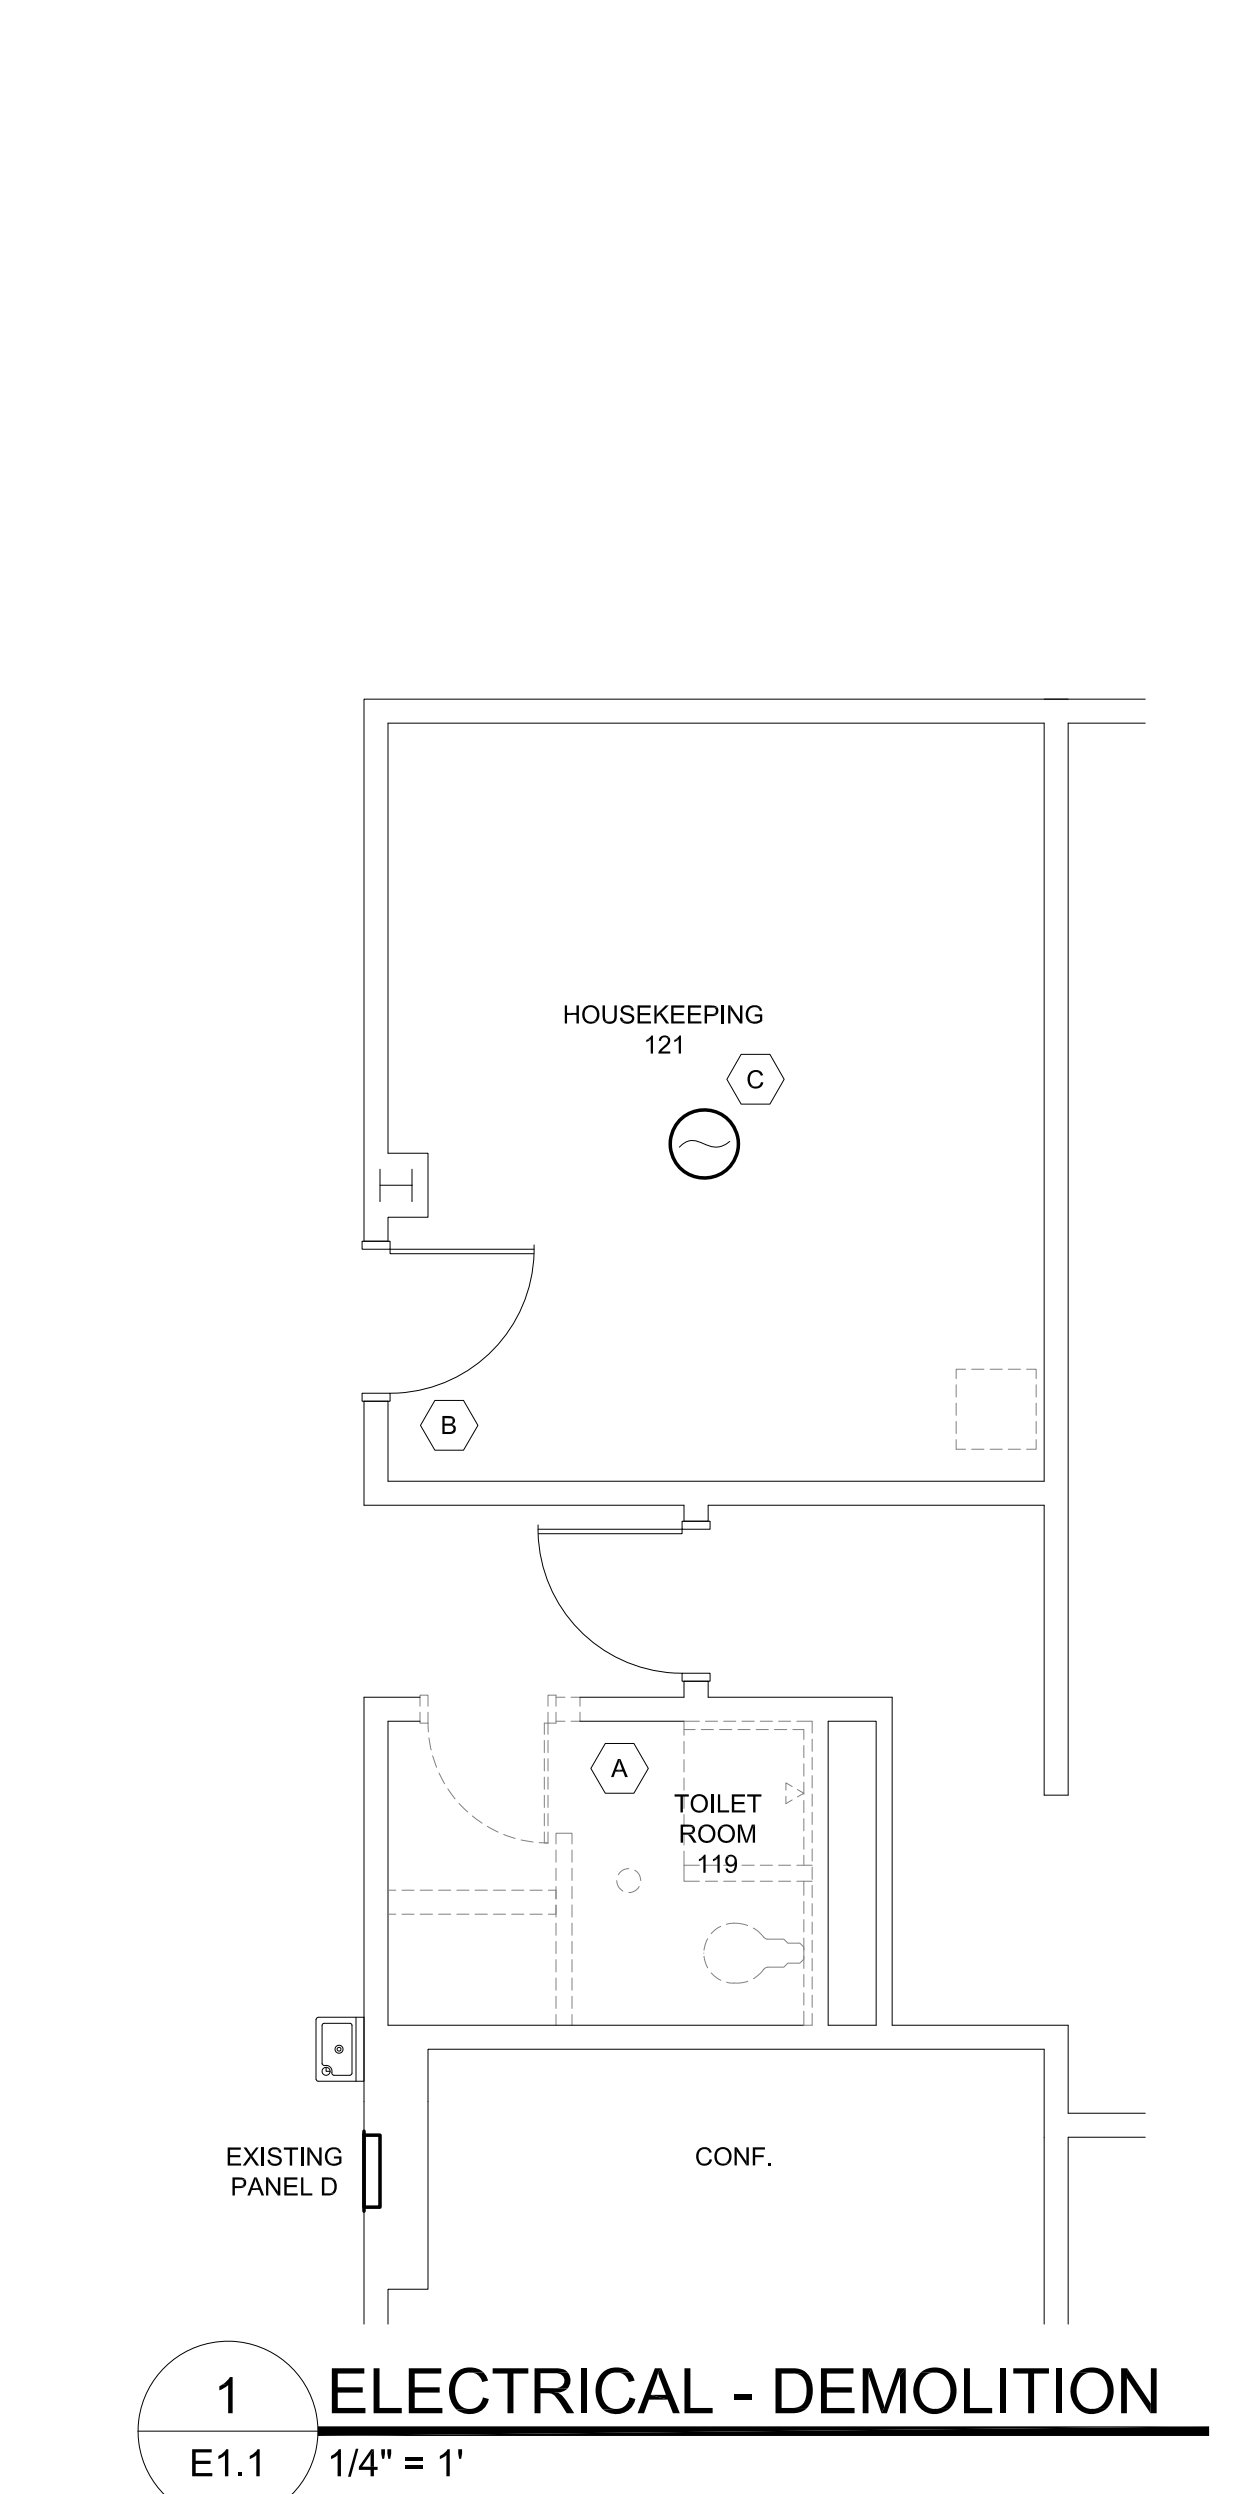 HOUSEKEEPING
121
C
B
A
TOILET
ROOM
119
EXISTING
PANEL D
CONF.
1
ELECTRICAL - DEMOLITION
E1.1
1/4" = 1'